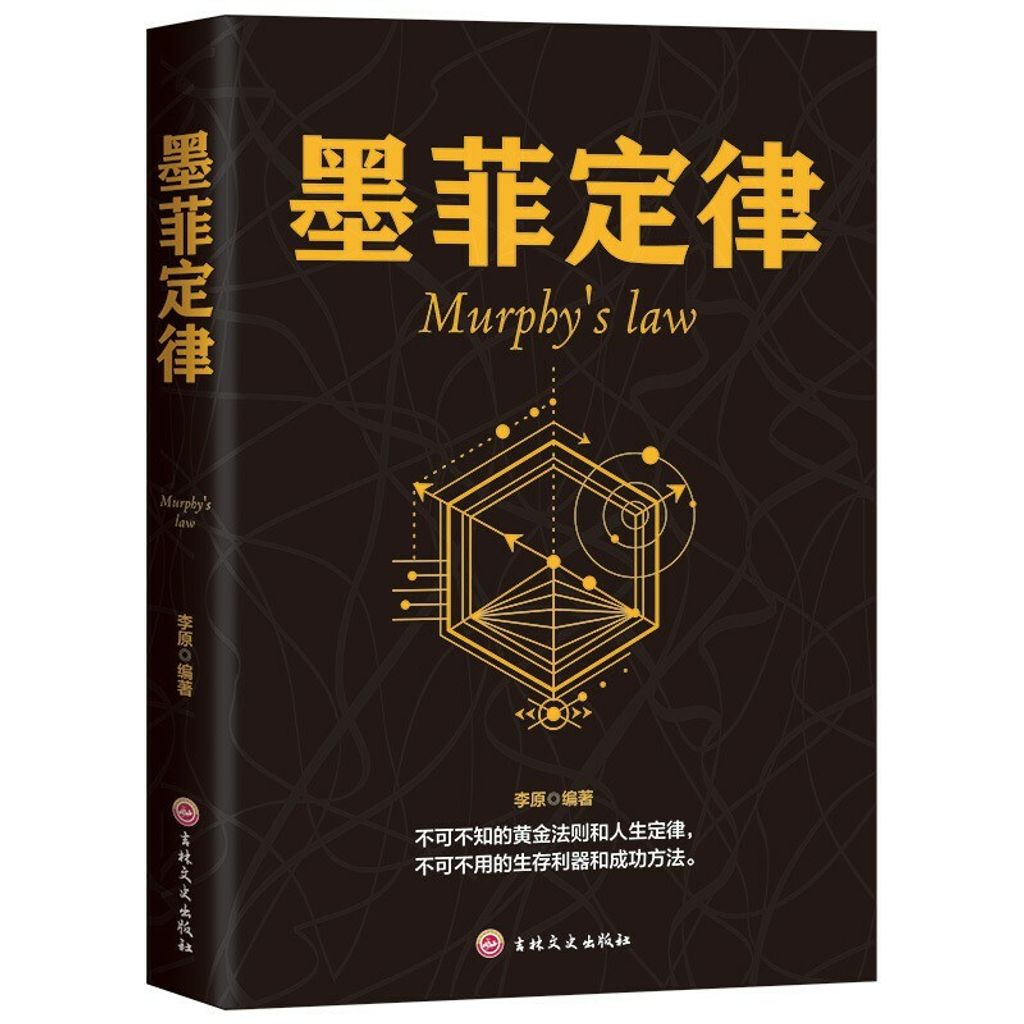 墨菲定律
Murphy's law
李原◎编著
不可不知的黄金法则和人生定律，
不可不用的生存利器和成功方法。
吉林文史出版社
墨菲定律
Murphy's
law
李原◎编著
吉林文史出版社